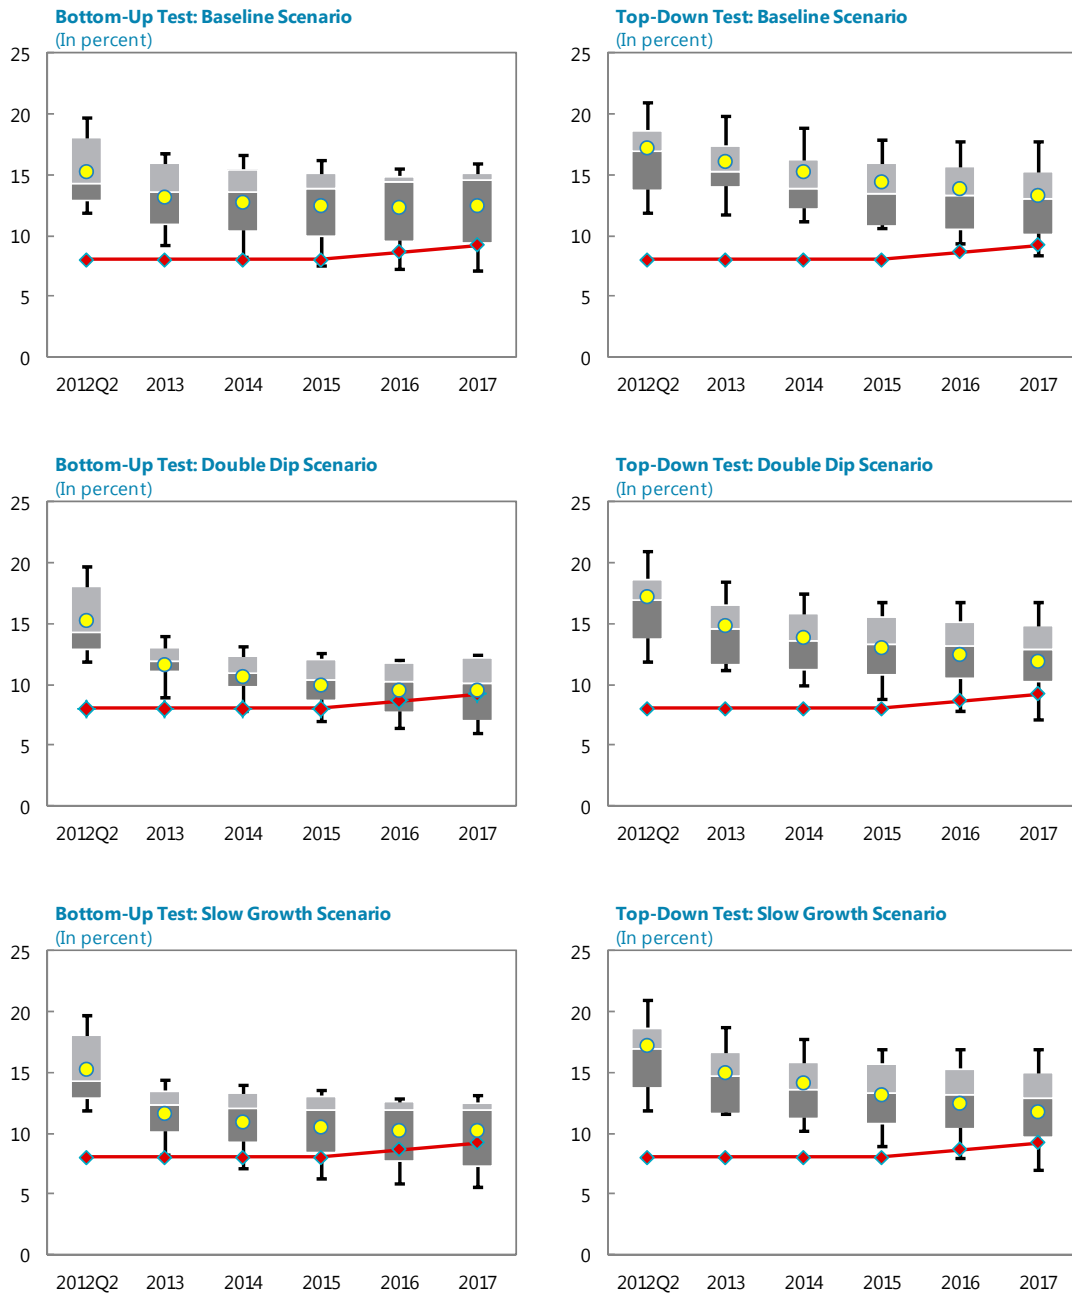 Bottom-Up Test: Baseline Scenario
(In percent)
25
20
15
10
5
0
2012Q2 2013 2014 2015 2016 2017
Top-Down Test: Baseline Scenario
(In percent)
25
20
15
10
5
0
2012Q2 2013 2014 2015 2016 2017
Bottom-Up Test: Double Dip Scenario
(In percent)
25
20
15
10
5
0
2012Q2 2013 2014 2015 2016 2017
Top-Down Test: Double Dip Scenario
(In percent)
25
20
15
10
5
0
2012Q2 2013 2014 2015 2016 2017
Bottom-Up Test: Slow Growth Scenario
(In percent)
25
20
15
10
5
0
2012Q2 2013 2014 2015 2016 2017
Top-Down Test: Slow Growth Scenario
(In percent)
25
20
15
10
5
0
2012Q2 2013 2014 2015 2016 2017